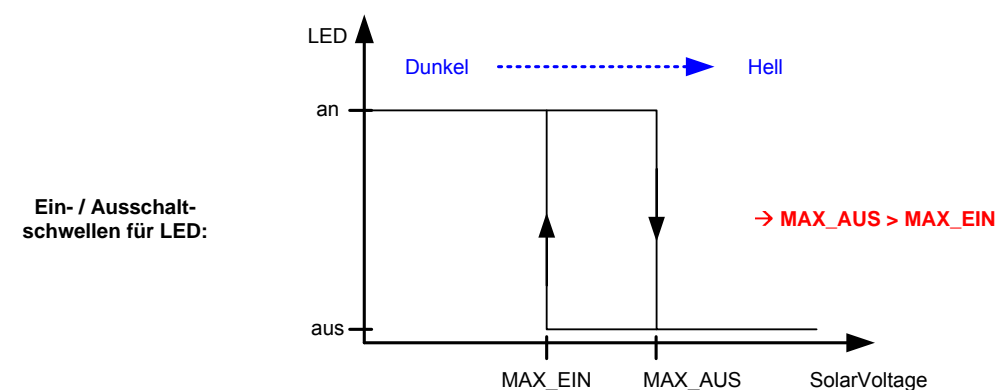 LED
Dunkel Hell
an
Ein- / Ausschalt-
schwellen für LED:
→ MAX_AUS > MAX_EIN
aus
MAX_EIN MAX_AUS SolarVoltage